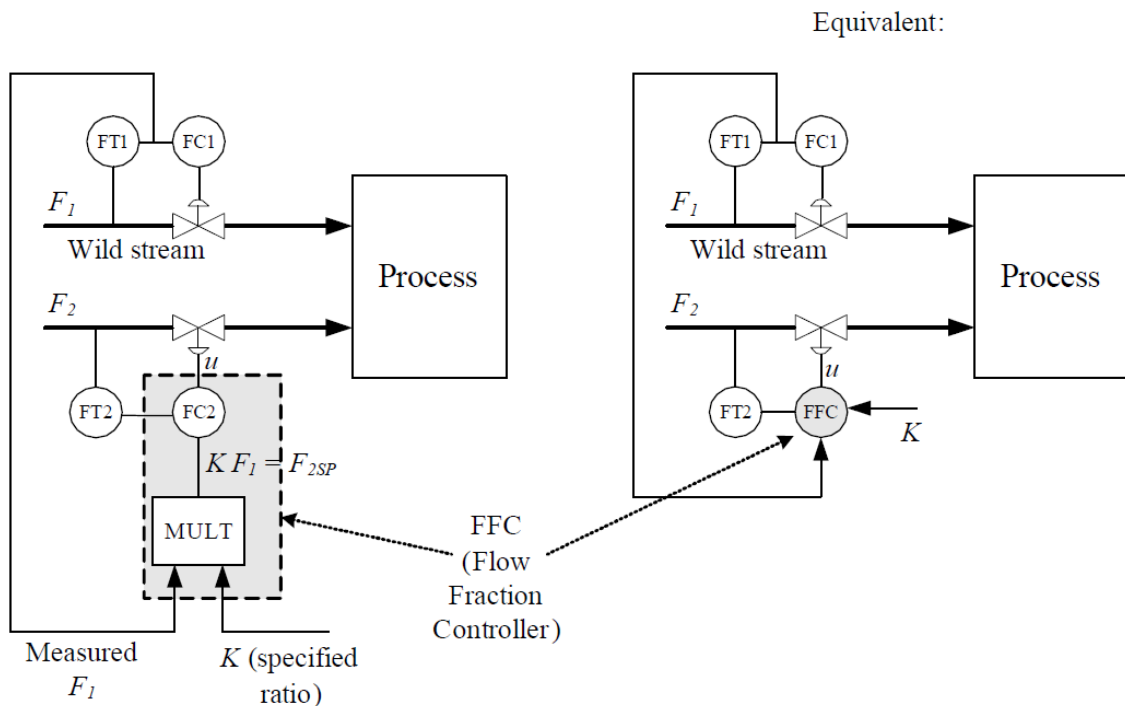 Equivalent:
FT1
FC1
F1
Wild stream
F2
Process
u
FT2
FC2
K F1 = F2SP
MULT
Measured
F1
K (specified
ratio)
FFC
(Flow
Fraction
Controller)
FT1
FC1
F1
Wild stream
F2
Process
u
FT2
FFC
K